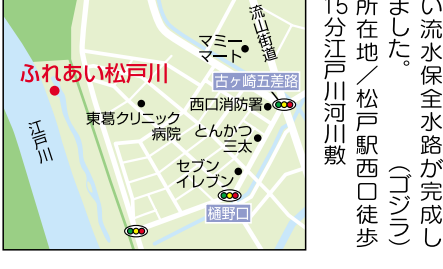 い流水保全水路が完成し
ました。 (ゴジラ)
所在地/松戸駅西口徒歩
15分江戸川河川敷
流山街道
マミー
マート
ふれあい松戸川
古ヶ崎五差路
西口消防署
東葛クリニック
病院
とんかつ
三太
江戸川
セブン
イレブン
樋野口